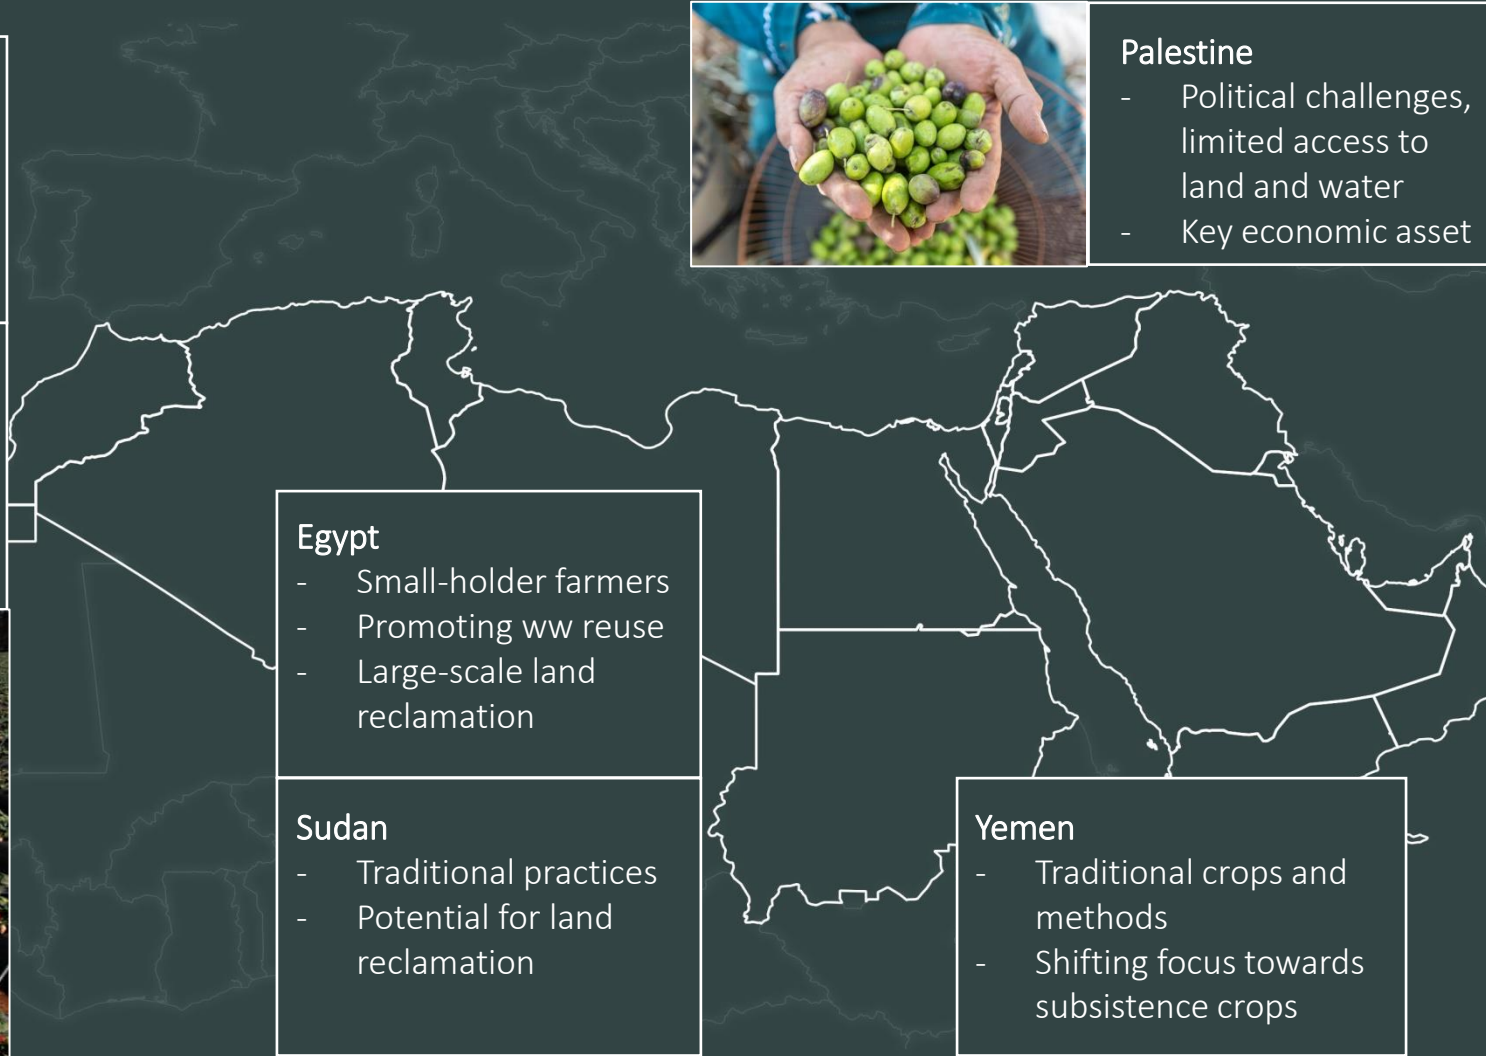 Palestine
- Political challenges,
limited access to
land and water
- Key economic asset
Egypt
- Small-holder farmers
- Promoting ww reuse
- Large-scale land
reclamation
Sudan
- Traditional practices
- Potential for land
reclamation
Yemen
- Traditional crops and
methods
- Shifting focus towards
subsistence crops